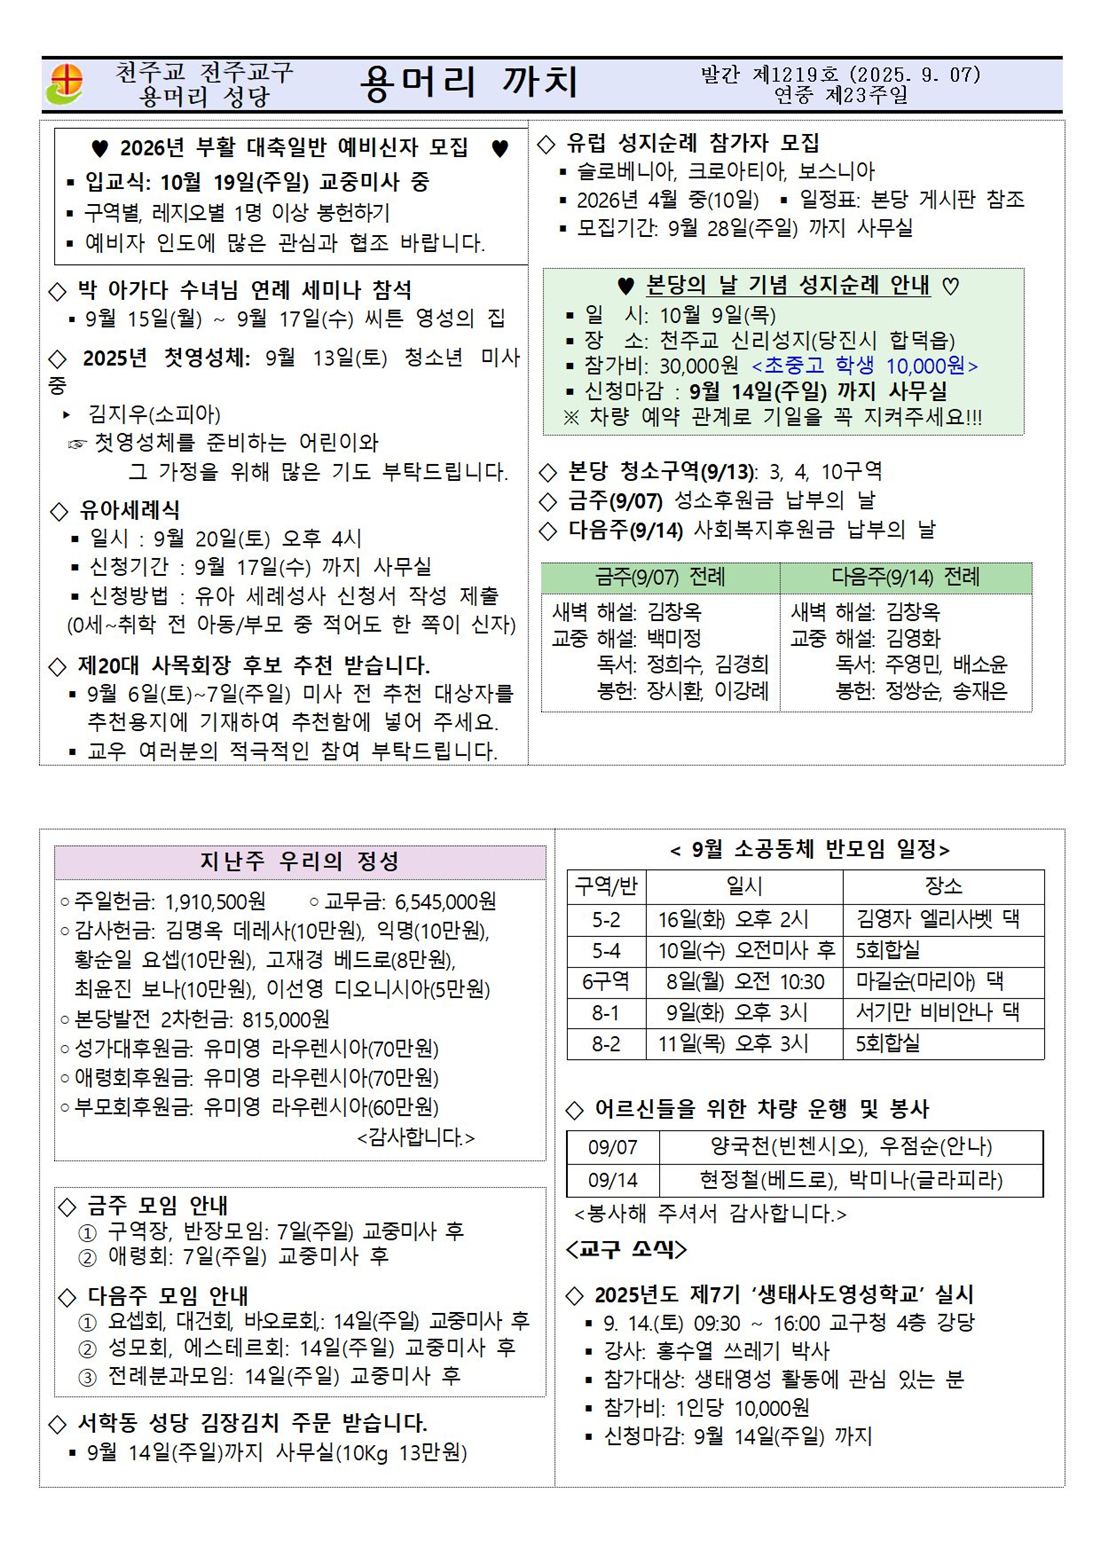 천주교 전주교구
용머리 성당
용머리 까치
발간 제1219호 (2025. 9. 07)
연중 제23주일
♥ 2026년 부활 대축일반 예비신자 모집 ♥
▪ 입교식: 10월 19일(주일) 교중미사 중
▪ 구역별, 레지오별 1명 이상 봉헌하기
▪ 예비자 인도에 많은 관심과 협조 바랍니다.
◇ 박 아가다 수녀님 연례 세미나 참석
▪ 9월 15일(월) ~ 9월 17일(수) 씨튼 영성의 집
◇ 2025년 첫영성체: 9월 13일(토) 청소년 미사
중
▸ 김지우(소피아)
☞ 첫영성체를 준비하는 어린이와
그 가정을 위해 많은 기도 부탁드립니다.
◇ 유아세례식
▪ 일시 : 9월 20일(토) 오후 4시
▪ 신청기간 : 9월 17일(수) 까지 사무실
▪ 신청방법 : 유아 세례성사 신청서 작성 제출
(0세~취학 전 아동/부모 중 적어도 한 쪽이 신자)
◇ 제20대 사목회장 후보 추천 받습니다.
▪ 9월 6일(토)~7일(주일) 미사 전 추천 대상자를
추천용지에 기재하여 추천함에 넣어 주세요.
▪ 교우 여러분의 적극적인 참여 부탁드립니다.
◇ 유럽 성지순례 참가자 모집
▪ 슬로베니아, 크로아티아, 보스니아
▪ 2026년 4월 중(10일) ▪ 일정표: 본당 게시판 참조
▪ 모집기간: 9월 28일(주일) 까지 사무실
♥ 본당의 날 기념 성지순례 안내 ♡
▪ 일 시: 10월 9일(목)
▪ 장 소: 천주교 신리성지(당진시 합덕읍)
▪ 참가비: 30,000원 <초중고 학생 10,000원>
▪ 신청마감 : 9월 14일(주일) 까지 사무실
※ 차량 예약 관계로 기일을 꼭 지켜주세요!!!
◇ 본당 청소구역(9/13): 3, 4, 10구역
◇ 금주(9/07) 성소후원금 납부의 날
◇ 다음주(9/14) 사회복지후원금 납부의 날
금주(9/07) 전례 다음주(9/14) 전례
새벽 해설: 김창옥 새벽 해설: 김창옥
교중 해설: 백미정 교중 해설: 김영화
독서: 정희수, 김경희 독서: 주영민, 배소윤
봉헌: 장시환, 이강례 봉헌: 정쌍순, 송재은
지난주 우리의 정성
○ 주일헌금: 1,910,500원 ○ 교무금: 6,545,000원
○ 감사헌금: 김명옥 데레사(10만원), 익명(10만원),
황순일 요셉(10만원), 고재경 베드로(8만원),
최윤진 보나(10만원), 이선영 디오니시아(5만원)
○ 본당발전 2차헌금: 815,000원
○ 성가대후원금: 유미영 라우렌시아(70만원)
○ 애령회후원금: 유미영 라우렌시아(70만원)
○ 부모회후원금: 유미영 라우렌시아(60만원)
<감사합니다.>
◇ 금주 모임 안내
① 구역장, 반장모임: 7일(주일) 교중미사 후
② 애령회: 7일(주일) 교중미사 후
◇ 다음주 모임 안내
① 요셉회, 대건회, 바오로회,: 14일(주일) 교중미사 후
② 성모회, 에스테르회: 14일(주일) 교중미사 후
③ 전례분과모임: 14일(주일) 교중미사 후
◇ 서학동 성당 김장김치 주문 받습니다.
▪ 9월 14일(주일)까지 사무실(10Kg 13만원)
< 9월 소공동체 반모임 일정>
구역/반 일시 장소
5-2 16일(화) 오후 2시 김영자 엘리사벳 댁
5-4 10일(수) 오전미사 후 5회합실
6구역 8일(월) 오전 10:30 마길순(마리아) 댁
8-1 9일(화) 오후 3시 서기만 비비안나 댁
8-2 11일(목) 오후 3시 5회합실
◇ 어르신들을 위한 차량 운행 및 봉사
09/07 양국천(빈첸시오), 우점순(안나)
09/14 현정철(베드로), 박미나(글라피라)
<봉사해 주셔서 감사합니다.>
<교구 소식>
◇ 2025년도 제7기 ‘생태사도영성학교’ 실시
▪ 9. 14.(토) 09:30 ~ 16:00 교구청 4층 강당
▪ 강사: 홍수열 쓰레기 박사
▪ 참가대상: 생태영성 활동에 관심 있는 분
▪ 참가비: 1인당 10,000원
▪ 신청마감: 9월 14일(주일) 까지